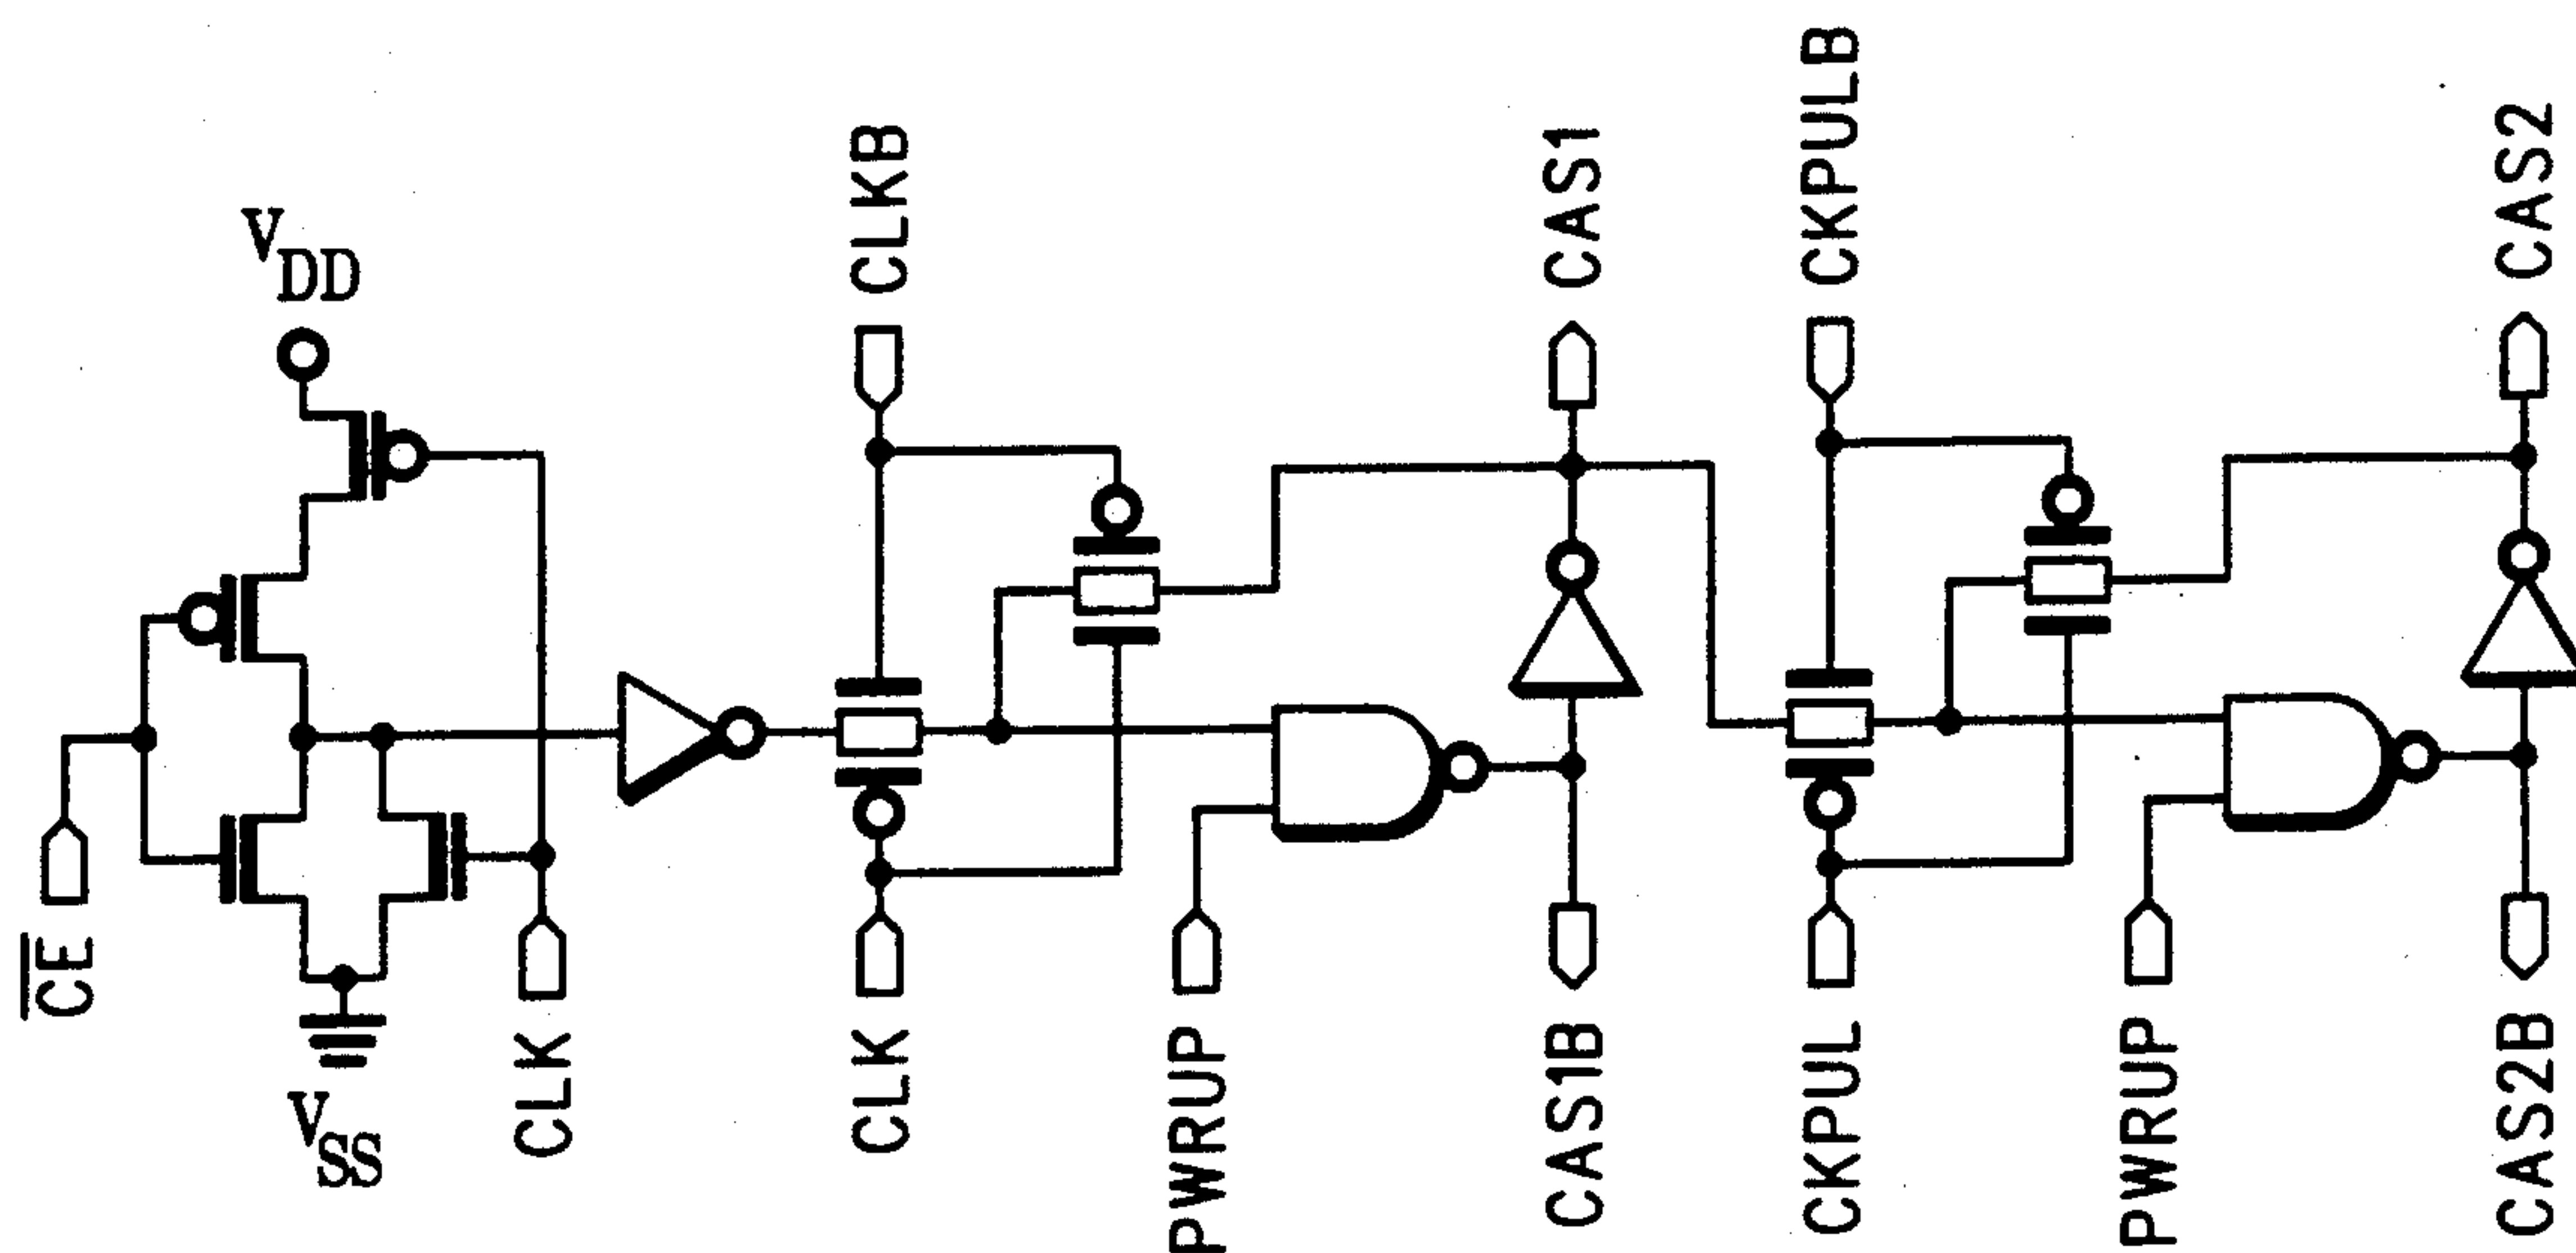 V_DD
CE̅
V_SS
CLK
CLKB
CLK
PWRUP
CAS1
CAS1B
CKPULB
CKPUL
PWRUP
CAS2
CAS2B